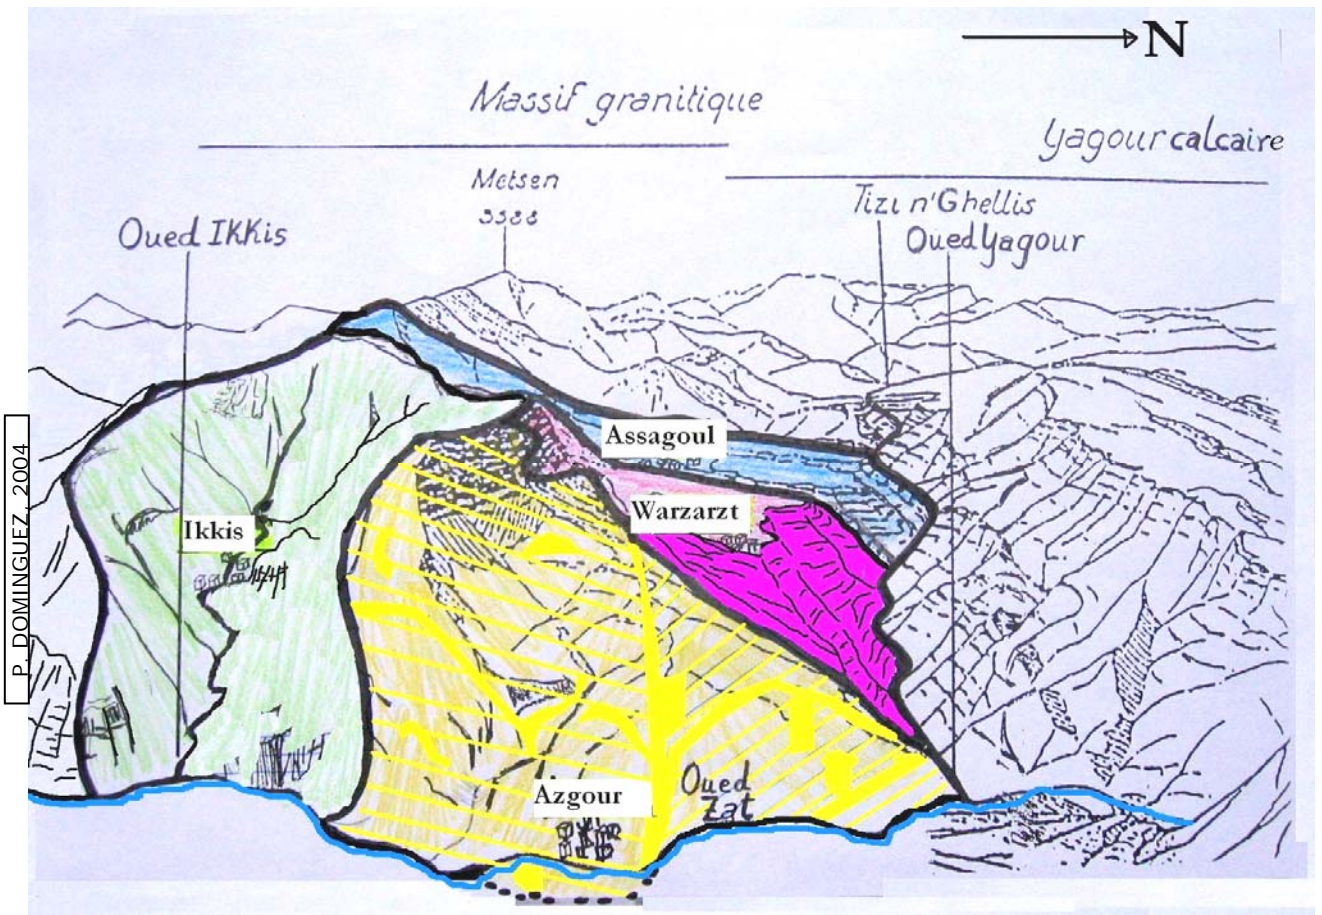 N
Massif granitique
Yagour calcaire
Metsen
3388
Tizi n'Ghellis
Oued Ikkis
Oued Yagour
Assagoul
Warzarzt
Ikkis
P. DOMINGUEZ, 2004
Azgour
Oued
Zat